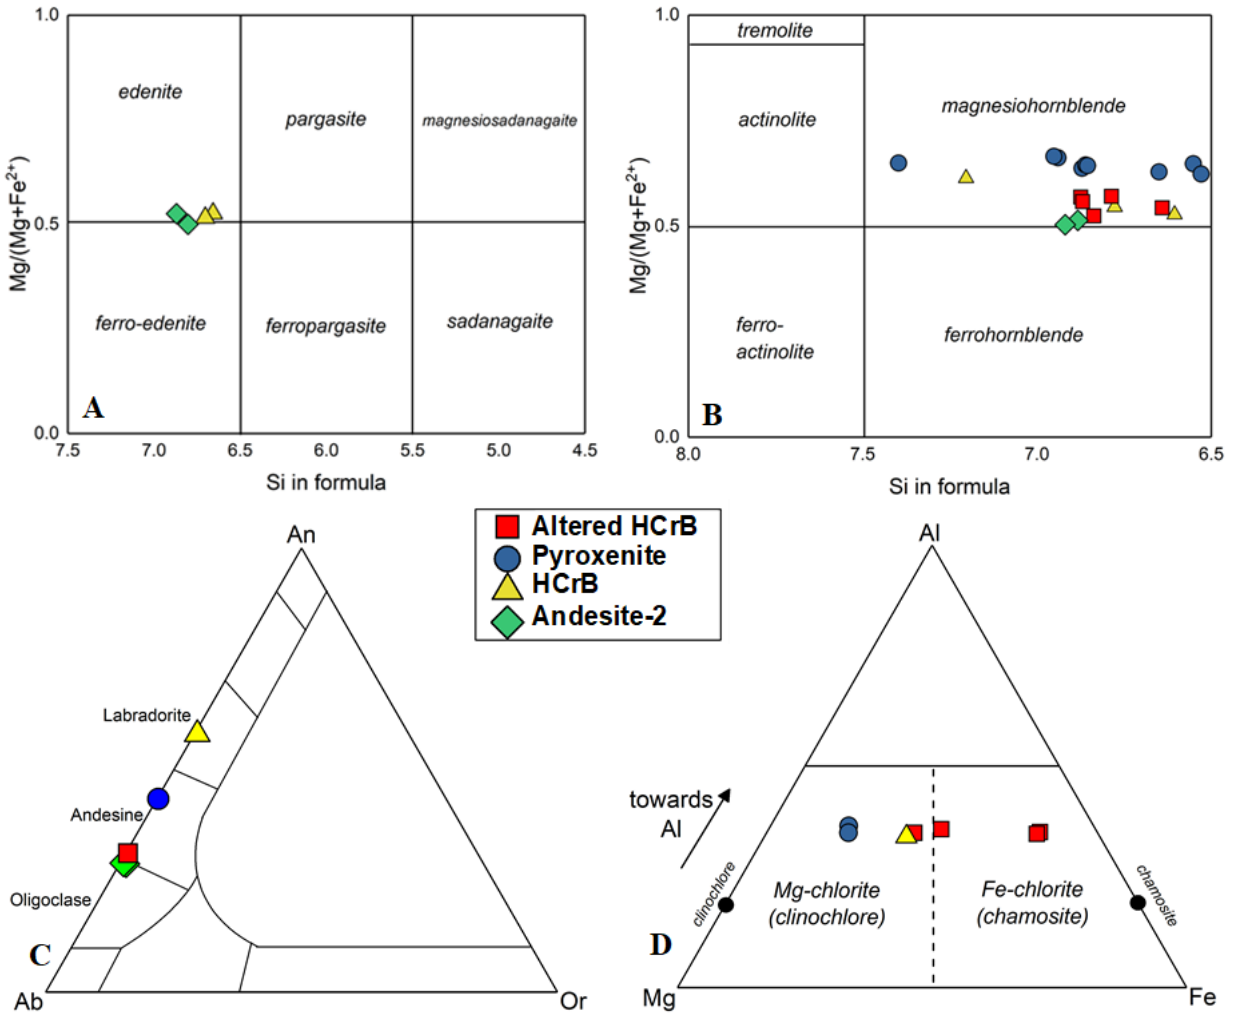 1.0
edenite
pargasite
magnesiosadanagaite
Mg/(Mg+Fe2+)
0.5
ferro-edenite
ferropargasite
sadanagaite
A
0.0
7.5 7.0 6.5 6.0 5.5 5.0 4.5
Si in formula
1.0
tremolite
actinolite
magnesiohornblende
Mg/(Mg+Fe2+)
0.5
ferro-
actinolite
ferrohornblende
B
0.0
8.0 7.5 7.0 6.5
Si in formula
Altered HCrB
Pyroxenite
HCrB
Andesite-2
An
Labradorite
Andesine
Oligoclase
C
Ab
Or
Al
towards
Al
clinochlore
Mg-chlorite
(clinochlore)
Fe-chlorite
(chamosite)
chamosite
D
Mg
Fe